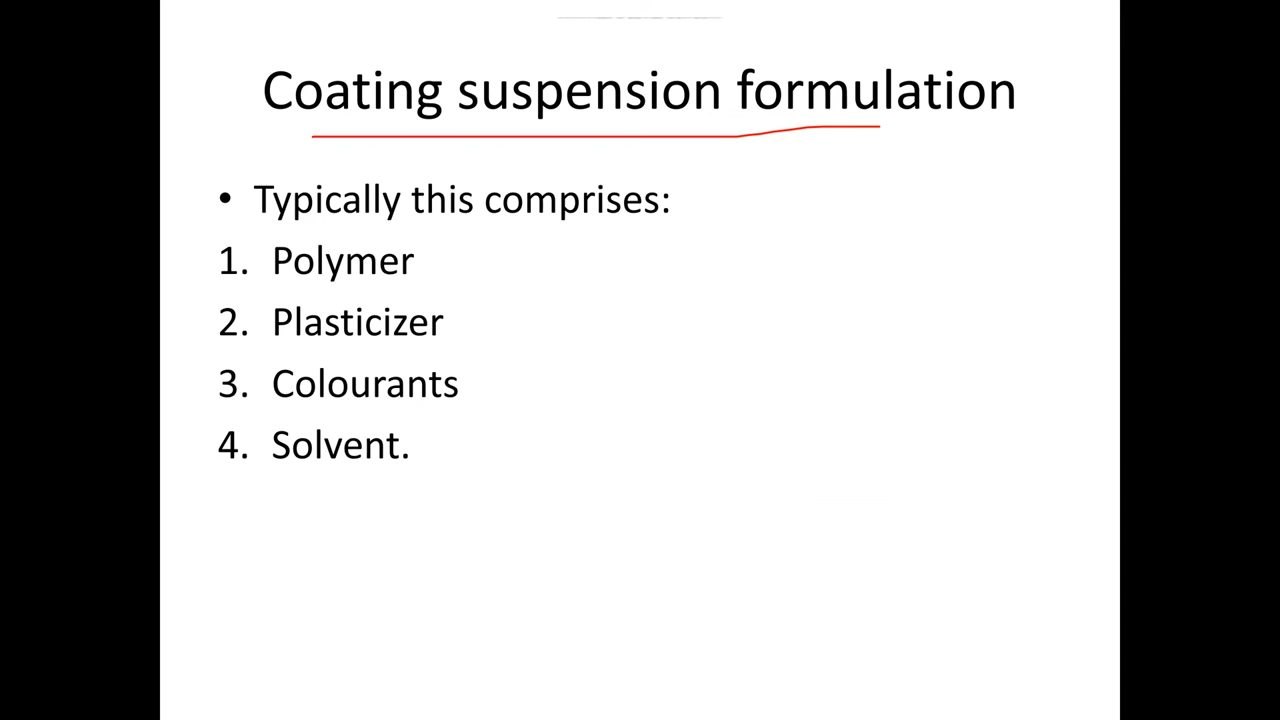 Coating suspension formulation
• Typically this comprises:
1. Polymer
2. Plasticizer
3. Colourants
4. Solvent.